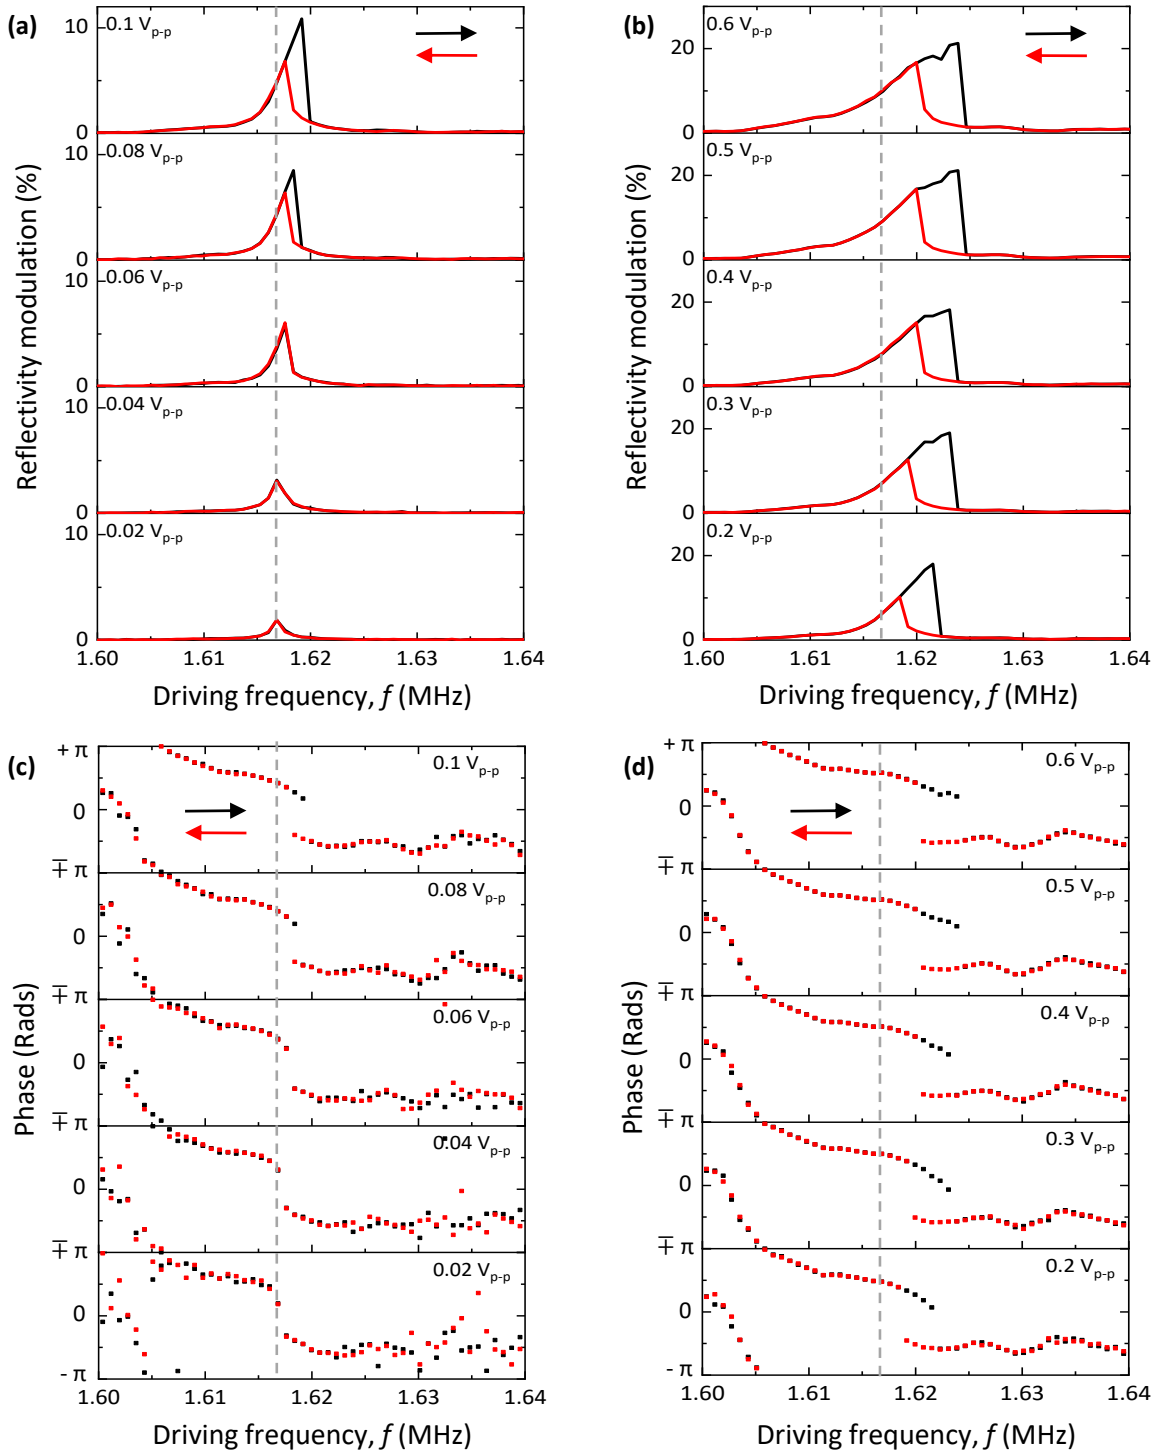 (a)
0.1 Vp-p
10
5
0
0.08 Vp-p
10
0
0.06 Vp-p
10
0
0.04 Vp-p
10
0
0.02 Vp-p
10
0
1.60 1.61 1.62 1.63 1.64
Driving frequency, f (MHz)
Reflectivity modulation (%)
(b)
0.6 Vp-p
20
0
0.5 Vp-p
20
0
0.4 Vp-p
20
0
0.3 Vp-p
20
0
0.2 Vp-p
20
0
1.60 1.61 1.62 1.63 1.64
Driving frequency, f (MHz)
Reflectivity modulation (%)
(c)
+ π
0.1 Vp-p
0
∓ π
0.08 Vp-p
0
∓ π
0.06 Vp-p
0
∓ π
0.04 Vp-p
0
∓ π
0.02 Vp-p
0
- π
1.60 1.61 1.62 1.63 1.64
Driving frequency, f (MHz)
Phase (Rads)
(d)
+ π
0.6 Vp-p
0
∓ π
0.5 Vp-p
0
∓ π
0.4 Vp-p
0
∓ π
0.3 Vp-p
0
∓ π
0.2 Vp-p
0
- π
1.60 1.61 1.62 1.63 1.64
Driving frequency, f (MHz)
Phase (Rads)